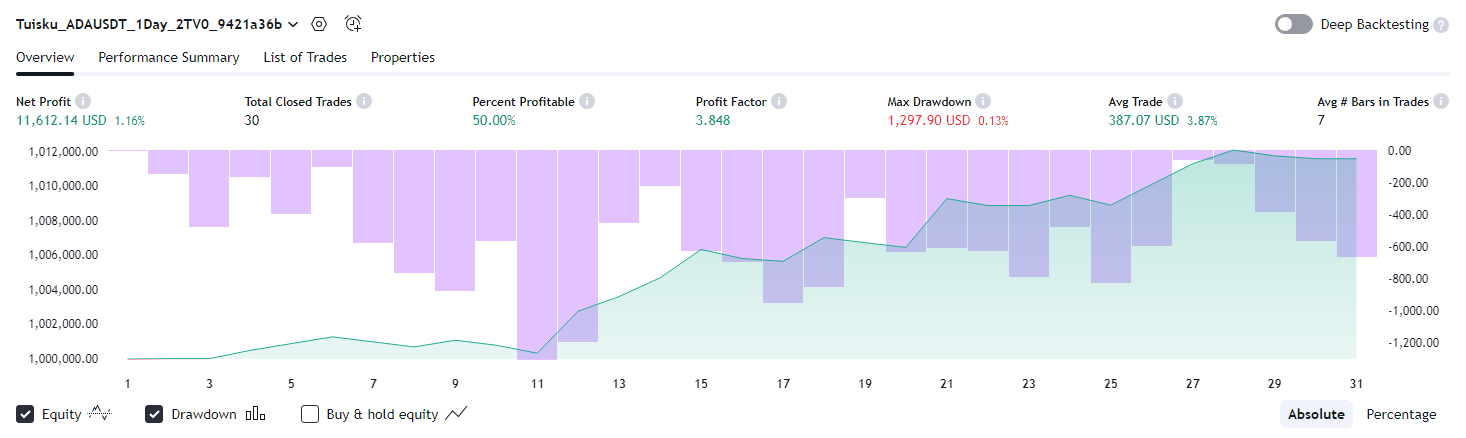 Tuisku_ADAUSDT_1Day_2TV0_9421a36b Deep Backtesting ?
Overview Performance Summary List of Trades Properties
Net Profit Total Closed Trades Percent Profitable Profit Factor Max Drawdown Avg Trade Avg # Bars in Trades
11,612.14 USD 1.16% 30 50.00% 3.848 1,297.90 USD 0.13% 387.07 USD 3.87% 7
1,012,000.00 0.00
1,010,000.00 -200.00
1,008,000.00 -400.00
1,006,000.00 -600.00
1,004,000.00 -800.00
1,002,000.00 -1,000.00
1,000,000.00 -1,200.00
1 3 5 7 9 11 13 15 17 19 21 23 25 27 29 31
Equity Drawdown Buy & hold equity Absolute Percentage